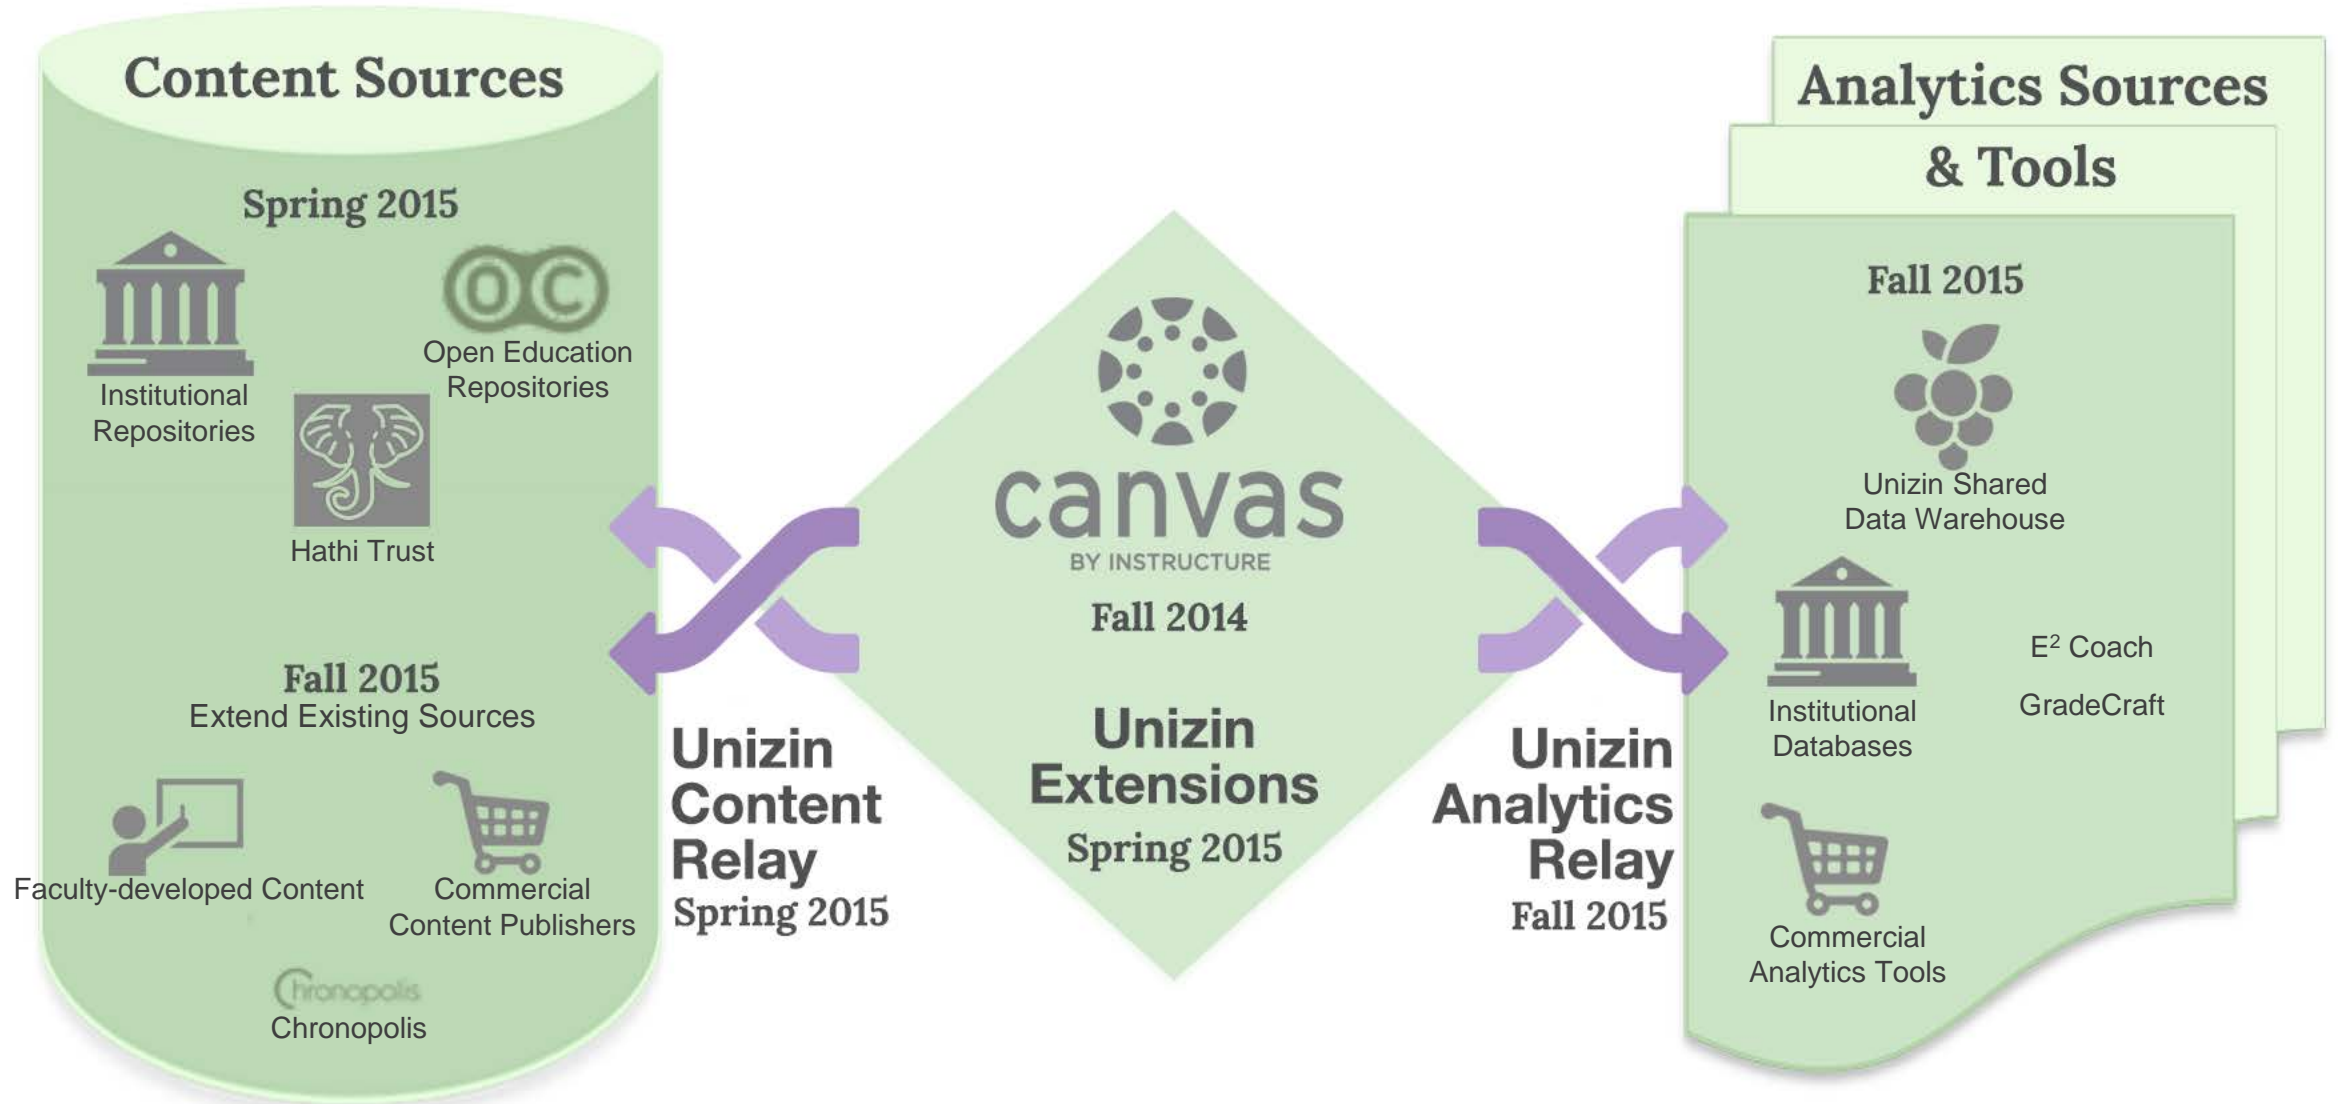 Content Sources
Spring 2015
OC
Open Education
Repositories
Institutional
Repositories
Hathi Trust
Fall 2015
Extend Existing Sources
Faculty-developed Content
Commercial
Content Publishers
Chronopolis
Chronopolis
Unizin
Content
Relay
Spring 2015
canvas
BY INSTRUCTURE
Fall 2014
Unizin
Extensions
Spring 2015
Unizin
Analytics
Relay
Fall 2015
Analytics Sources
& Tools
Fall 2015
Unizin Shared
Data Warehouse
Institutional
Databases
E² Coach
GradeCraft
Commercial
Analytics Tools